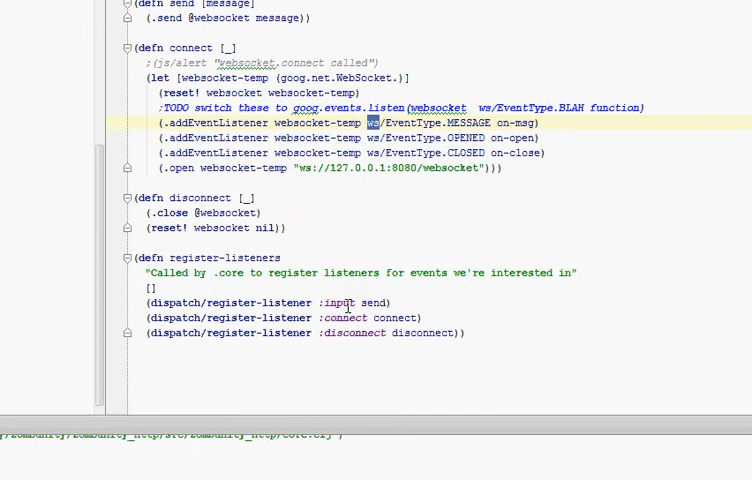 (defn send [message]
(.send @websocket message))
(defn connect [_]
;(js/alert "websocket.connect called")
(let [websocket-temp (goog.net.WebSocket.)]
(reset! websocket websocket-temp)
;TODO switch these to goog.events.listen(websocket ws/EventType.BLAH function)
(.addEventListener websocket-temp ws/EventType.MESSAGE on-msg)
(.addEventListener websocket-temp ws/EventType.OPENED on-open)
(.addEventListener websocket-temp ws/EventType.CLOSED on-close)
(.open websocket-temp "ws://127.0.0.1:8080/websocket")))
(defn disconnect [_]
(.close @websocket)
(reset! websocket nil))
(defn register-listeners
"Called by .core to register listeners for events we're interested in"
[]
(dispatch/register-listener :input send)
(dispatch/register-listener :connect connect)
(dispatch/register-listener :disconnect disconnect))